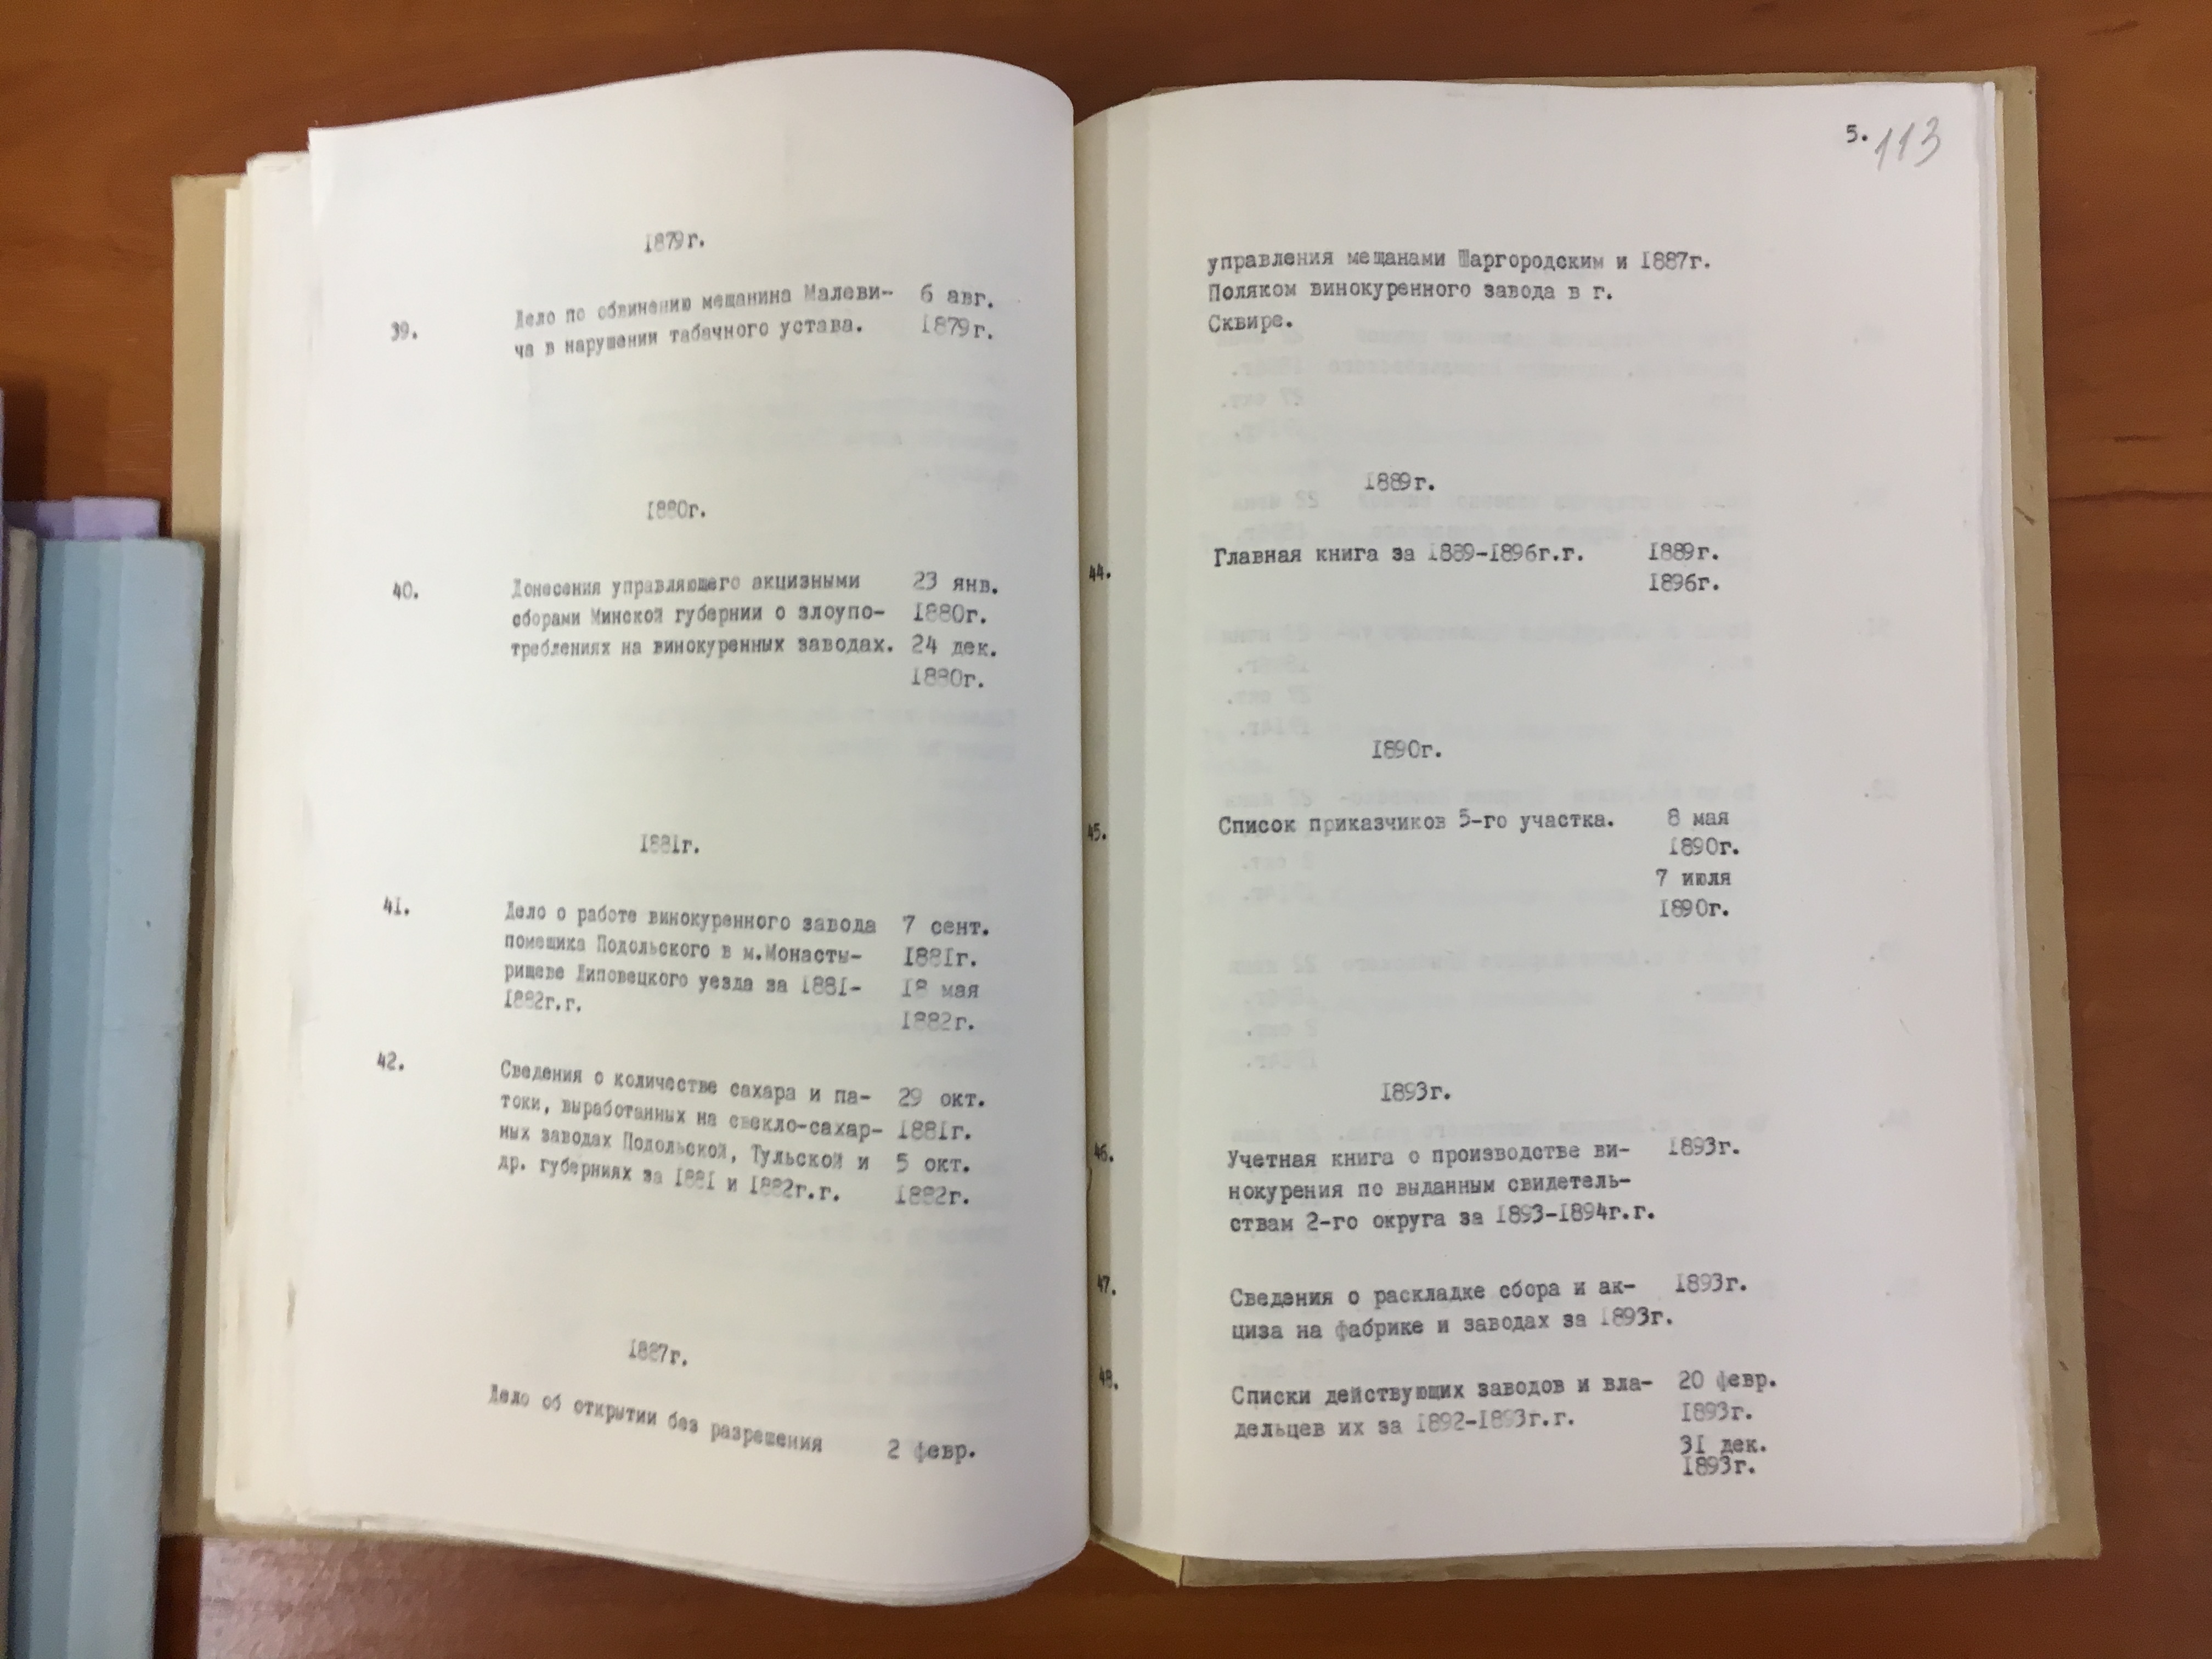 1879г.
39.
Дело по обвинению мещанина Малеви- 6 авг.
ча в нарушении табачного устава. 1879г.
1880г.
40. Донесения управляющего акцизными 23 янв.
сборами Минской губернии о злоупо- 1880г.
треблениях на винокуренных заводах. 24 дек.
1880г.
1881г.
41. Дело о работе винокуренного завода 7 сент.
помещика Подольского в м.Монасты- 1881г.
рищеве Липовецкого уезда за 1881- 18 мая
1882г.г. 1882г.
42. Сведения о количестве сахара и па- 29 окт.
токи, выработанных на свекло-сахар- 1881г.
ных заводах Подольской, Тульской и 5 окт.
др. губерниях за 1881 и 1882г.г. 1882г.
1887г.
Дело об открытии без разрешения 2 февр.
5. 113
управления мещанами Шаргородским и 1887г.
Поляком винокуренного завода в г.
Сквире.
1889г.
44. Главная книга за 1889-1896г.г. 1889г.
1896г.
1890г.
45. Список приказчиков 5-го участка. 8 мая
1890г.
7 июля
1890г.
1893г.
46. Учетная книга о производстве ви- 1893г.
нокурения по выданным свидетель-
ствам 2-го округа за 1893-1894г.г.
47. Сведения о раскладке сбора и ак- 1893г.
циза на фабрике и заводах за 1893г.
48. Списки действующих заводов и вла- 20 февр.
дельцев их за 1892-1893г.г. 1893г.
31 дек.
1893г.